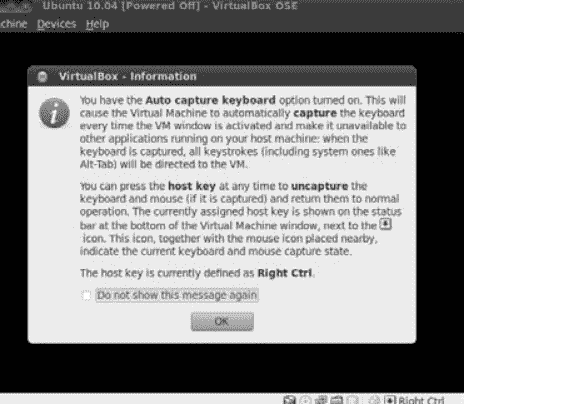 Ubuntu 10.04 [Powered Off] - VirtualBox OSE
chine Devices Help
VirtualBox - Information
You have the Auto capture keyboard option turned on. This will
cause the Virtual Machine to automatically capture the keyboard
every time the VM window is activated and make it unavailable to
other applications running on your host machine: when the
keyboard is captured, all keystrokes (including system ones like
Alt-Tab) will be directed to the VM.
You can press the host key at any time to uncapture the
keyboard and mouse (if it is captured) and return them to normal
operation. The currently assigned host key is shown on the status
bar at the bottom of the Virtual Machine window, next to the
icon. This icon, together with the mouse icon placed nearby,
indicate the current keyboard and mouse capture state.
The host key is currently defined as Right Ctrl.
Do not show this message again
OK
Right Ctrl